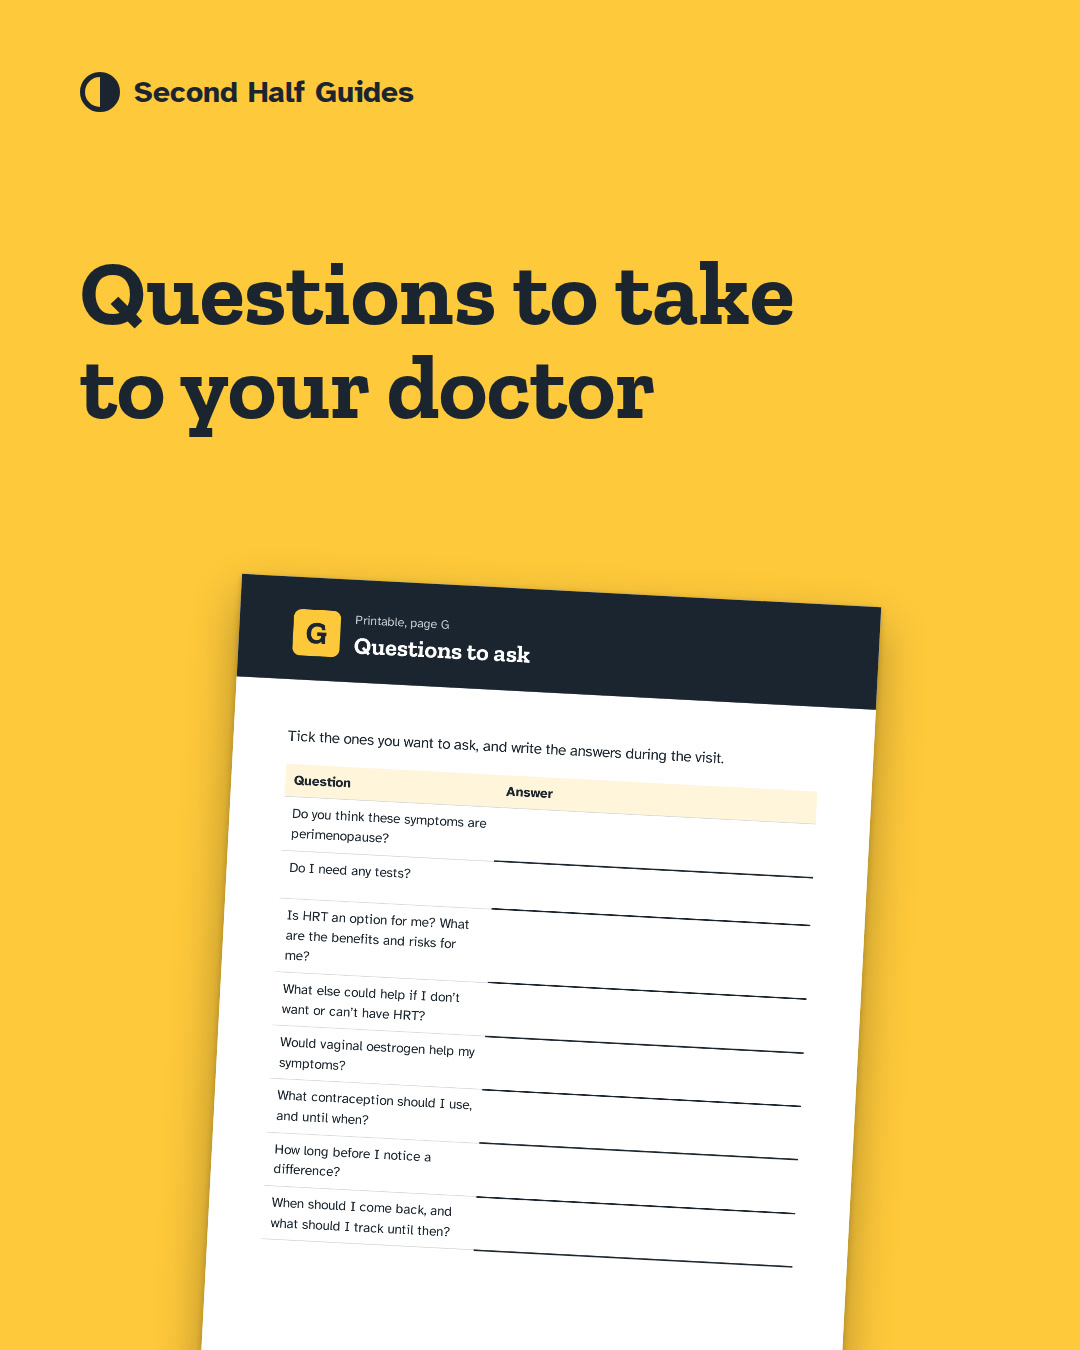 Second Half Guides
Questions to take
to your doctor
G
Printable, page G
Questions to ask
Tick the ones you want to ask, and write the answers during the visit.
Question
Answer
Do you think these symptoms are
perimenopause?
Do I need any tests?
Is HRT an option for me? What
are the benefits and risks for
me?
What else could help if I don’t
want or can’t have HRT?
Would vaginal oestrogen help my
symptoms?
What contraception should I use,
and until when?
How long before I notice a
difference?
When should I come back, and
what should I track until then?